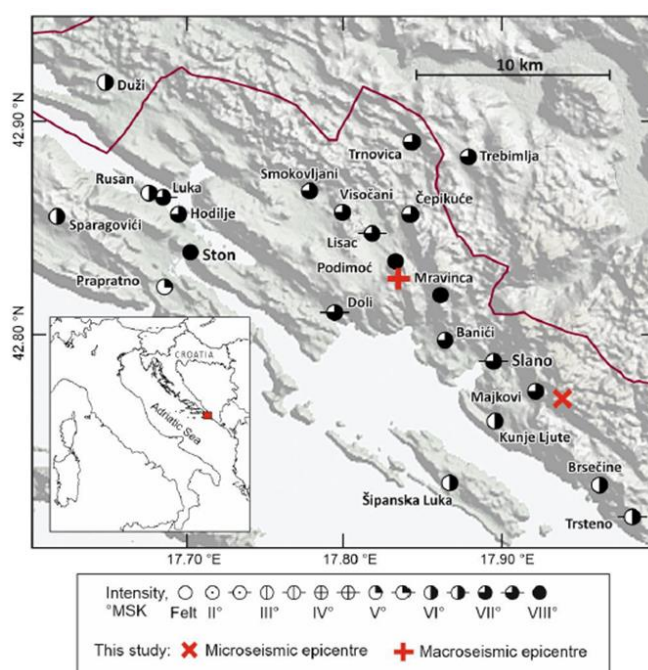 10 km
Duži
42.90 °N
Trnovica
Trebimlja
Smokovljani
Rusan
Luka
Visočani
Čepikuće
Sparagovići
Hodilje
Lisac
Ston
Podimoć
Mravinca
Prapratno
Doli
42.80 °N
Banići
CROATIA
Slano
Adriatic Sea
Majkovi
Kunje Ljute
Brsečine
Šipanska Luka
Trsteno
17.70 °N
17.80 °N
17.90 °N
Intensity,
°MSK
Felt II° III° IV° V° VI° VII° VIII°
This study: Microseismic epicentre Macroseismic epicentre